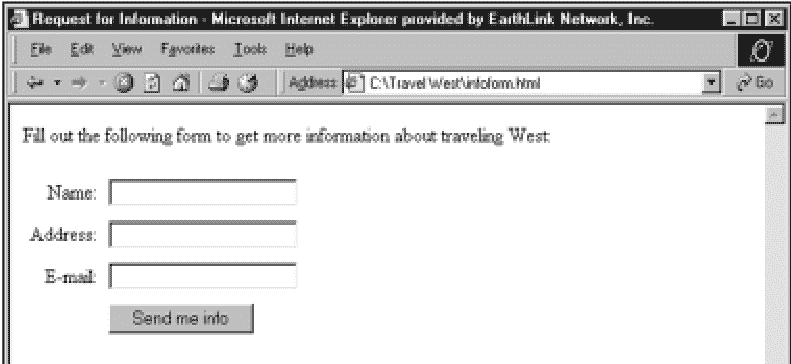 Request for Information - Microsoft Internet Explorer provided by EarthLink Network, Inc.
File Edit View Favorites Tools Help
Address C:\Travel West\infoform.html Go
Fill out the following form to get more information about traveling West:
Name:
Address:
E-mail:
Send me info